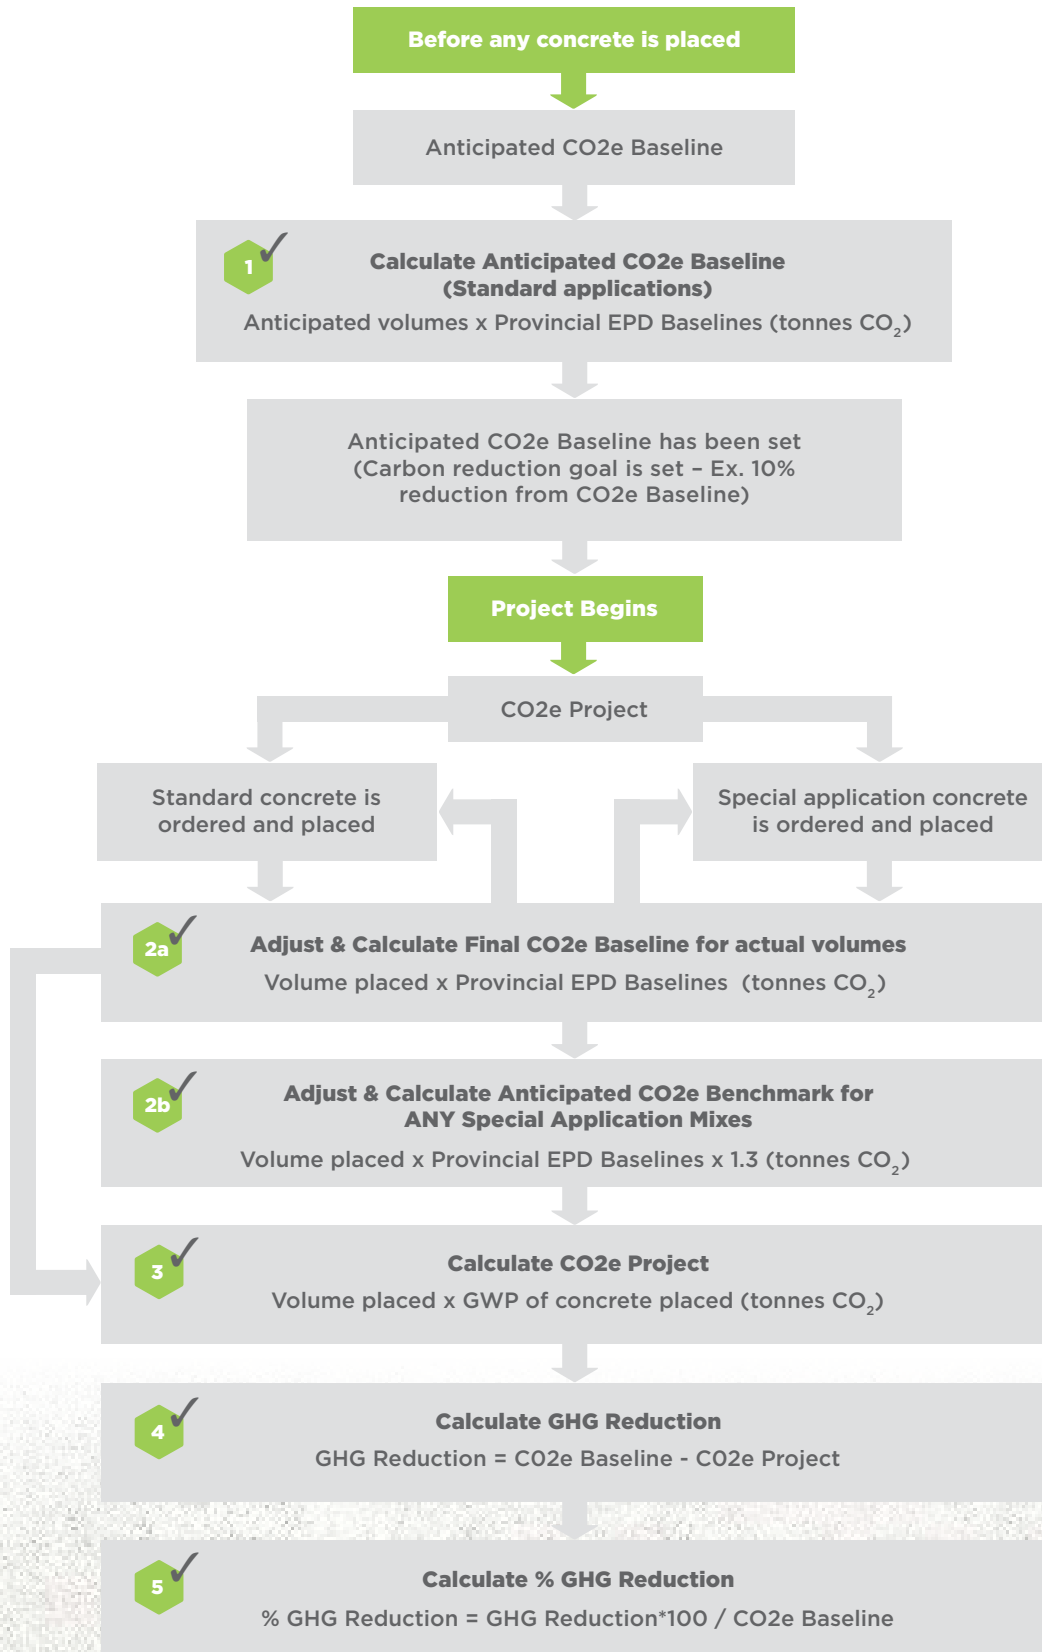 Before any concrete is placed
Anticipated CO2e Baseline
1
Calculate Anticipated CO2e Baseline
(Standard applications)
Anticipated volumes x Provincial EPD Baselines (tonnes CO₂)
Anticipated CO2e Baseline has been set
(Carbon reduction goal is set – Ex. 10%
reduction from CO2e Baseline)
Project Begins
CO2e Project
Standard concrete is
ordered and placed
Special application concrete
is ordered and placed
2a
Adjust & Calculate Final CO2e Baseline for actual volumes
Volume placed x Provincial EPD Baselines (tonnes CO₂)
2b
Adjust & Calculate Anticipated CO2e Benchmark for
ANY Special Application Mixes
Volume placed x Provincial EPD Baselines x 1.3 (tonnes CO₂)
3
Calculate CO2e Project
Volume placed x GWP of concrete placed (tonnes CO₂)
4
Calculate GHG Reduction
GHG Reduction = C02e Baseline - C02e Project
5
Calculate % GHG Reduction
% GHG Reduction = GHG Reduction*100 / CO2e Baseline